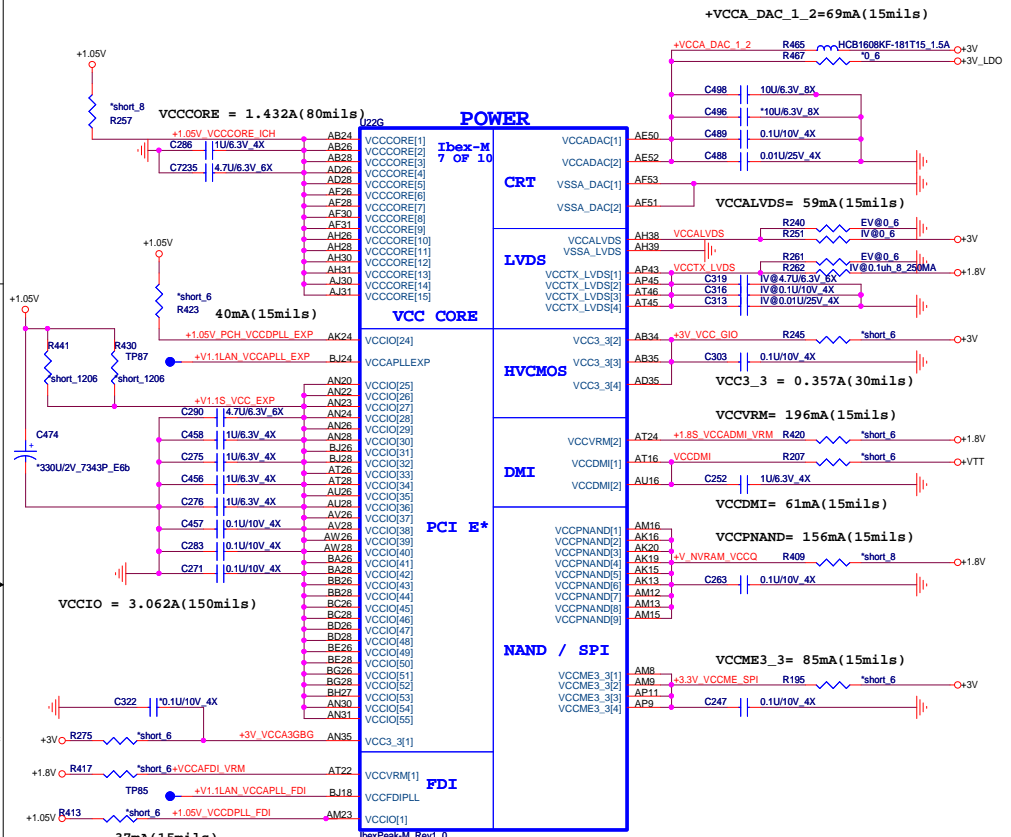 +VCCA_DAC_1_2=69mA(15mils)
+1.05V
+VCCA_DAC_1_2 R465 HCB1608KF-181T15_1.5A +3V
R467 *0_6 +3V_LDO
*short_8
R257
C498 10U/6.3V_8X
C496 *10U/6.3V_8X
C489 0.1U/10V_4X
C488 0.01U/25V_4X
VCCCORE = 1.432A(80mils)
POWER
U22G
Ibex-M
7 OF 10
+1.05V_VCCCORE_ICH
C286 1U/6.3V_4X
C7235 4.7U/6.3V_6X
AB24 VCCCORE[1]
AB26 VCCCORE[2]
AB28 VCCCORE[3]
AD26 VCCCORE[4]
AD28 VCCCORE[5]
AF26 VCCCORE[6]
AF28 VCCCORE[7]
AF30 VCCCORE[8]
AF31 VCCCORE[9]
AH26 VCCCORE[10]
AH28 VCCCORE[11]
AH30 VCCCORE[12]
AH31 VCCCORE[13]
AJ30 VCCCORE[14]
AJ31 VCCCORE[15]
VCC CORE
CRT
VCCADAC[1] AE50
VCCADAC[2] AE52
VSSA_DAC[1] AF53
VSSA_DAC[2] AF51
VCCALVDS= 59mA(15mils)
LVDS
VCCALVDS AH38 VCCALVDS
VSSA_LVDS AH39
R240 EV@0_6
R251 IV@0_6 +3V
R261 EV@0_6
R262 IV@0.1uh_8_250MA +1.8V
VCCTX_LVDS
VCCTX_LVDS[1] AP43
VCCTX_LVDS[2] AP45
VCCTX_LVDS[3] AT46
VCCTX_LVDS[4] AT45
C319 IV@4.7U/6.3V_6X
C316 IV@0.1U/10V_4X
C313 IV@0.01U/25V_4X
+1.05V
*short_6
R423
40mA(15mils)
+1.05V_PCH_VCCDPLL_EXP AK24 VCCIO[24]
TP87 +V1.1LAN_VCCAPLL_EXP BJ24 VCCAPLLEXP
+1.05V
R441
*short_1206
R430
*short_1206
C474
+
*330U/2V_7343P_E6b
+V1.1S_VCC_EXP
C290 4.7U/6.3V_6X
C458 1U/6.3V_4X
C275 1U/6.3V_4X
C456 1U/6.3V_4X
C276 1U/6.3V_4X
C457 0.1U/10V_4X
C283 0.1U/10V_4X
C271 0.1U/10V_4X
VCCIO = 3.062A(150mils)
AN20 VCCIO[25]
AN22 VCCIO[26]
AN23 VCCIO[27]
AN24 VCCIO[28]
AN26 VCCIO[29]
AN28 VCCIO[30]
BJ26 VCCIO[31]
BJ28 VCCIO[32]
AT26 VCCIO[33]
AT28 VCCIO[34]
AU26 VCCIO[35]
AU28 VCCIO[36]
AV26 VCCIO[37]
AV28 VCCIO[38]
AW26 VCCIO[39]
AW28 VCCIO[40]
BA26 VCCIO[41]
BA28 VCCIO[42]
BB26 VCCIO[43]
BB28 VCCIO[44]
BC26 VCCIO[45]
BC28 VCCIO[46]
BD26 VCCIO[47]
BD28 VCCIO[48]
BE26 VCCIO[49]
BE28 VCCIO[50]
BG26 VCCIO[51]
BG28 VCCIO[52]
BH27 VCCIO[53]
AN30 VCCIO[54]
AN31 VCCIO[55]
PCI E*
HVCMOS
VCC3_3[2] AB34 +3V_VCC_GIO R245 *short_6 +3V
VCC3_3[3] AB35 C303 0.1U/10V_4X
VCC3_3[4] AD35
VCC3_3 = 0.357A(30mils)
VCCVRM= 196mA(15mils)
DMI
VCCVRM[2] AT24 +1.8S_VCCADMI_VRM R420 *short_6 +1.8V
VCCDMI[1] AT16 VCCDMI R207 *short_6 +VTT
VCCDMI[2] AU16 C252 1U/6.3V_4X
VCCDMI= 61mA(15mils)
VCCPNAND= 156mA(15mils)
VCCPNAND[1] AM16
VCCPNAND[2] AK16
VCCPNAND[3] AK20
VCCPNAND[4] AK19
VCCPNAND[5] AK15
VCCPNAND[6] AK13
VCCPNAND[7] AM12
VCCPNAND[8] AM13
VCCPNAND[9] AM15
+V_NVRAM_VCCQ R409 *short_8 +1.8V
C263 0.1U/10V_4X
NAND / SPI
VCCME3_3= 85mA(15mils)
VCCME3_3[1] AM8
VCCME3_3[2] AM9
VCCME3_3[3] AP11
VCCME3_3[4] AP9
+3.3V_VCCME_SPI R195 *short_6 +3V
C247 0.1U/10V_4X
C322 *0.1U/10V_4X
+3V R275 *short_6 +3V_VCCA3GBG AN35 VCC3_3[1]
FDI
+1.8V R417 *short_6 +VCCAFDI_VRM AT22 VCCVRM[1]
TP85 +V1.1LAN_VCCAPLL_FDI BJ18 VCCFDIPLL
+1.05V R413 *short_6 +1.05V_VCCDPLL_FDI AM23 VCCIO[1]
37mA(15mils)
IbexPeak-M_Rev1_0